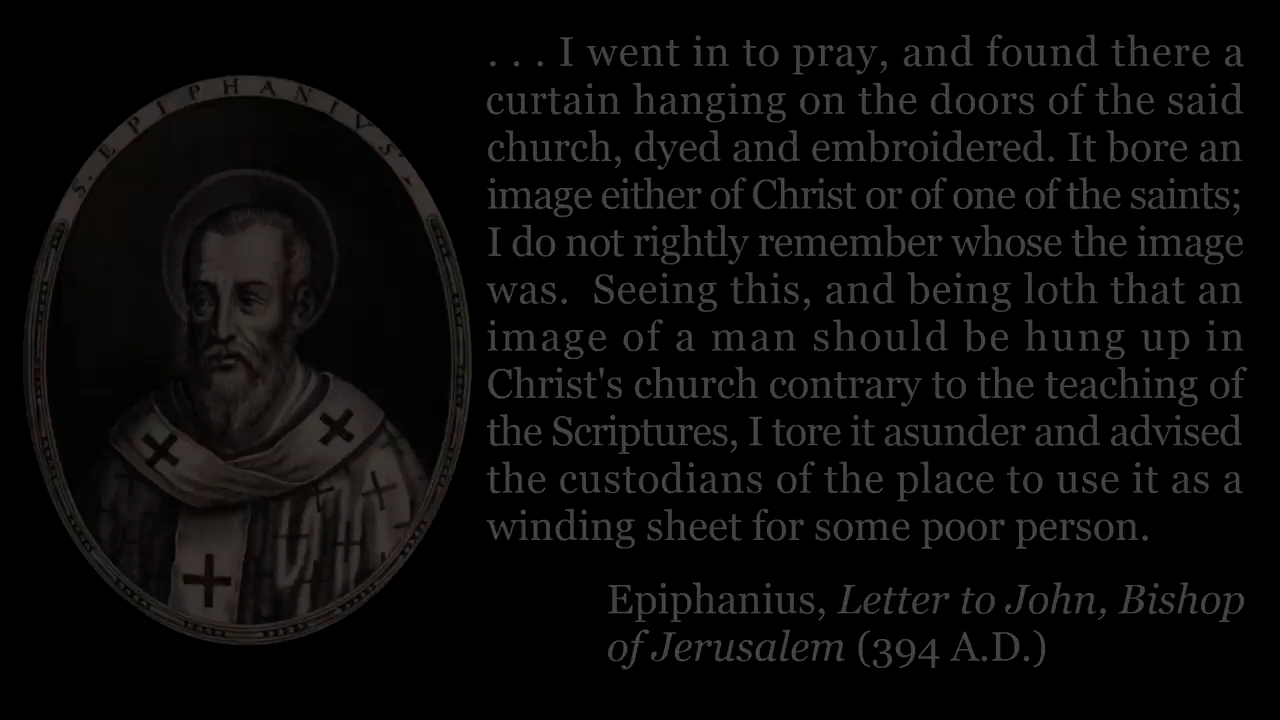 S. EPIPHANIVS.
. . . I went in to pray, and found there a
curtain hanging on the doors of the said
church, dyed and embroidered. It bore an
image either of Christ or of one of the saints;
I do not rightly remember whose the image
was. Seeing this, and being loth that an
image of a man should be hung up in
Christ's church contrary to the teaching of
the Scriptures, I tore it asunder and advised
the custodians of the place to use it as a
winding sheet for some poor person.
Epiphanius, Letter to John, Bishop
of Jerusalem (394 A.D.)